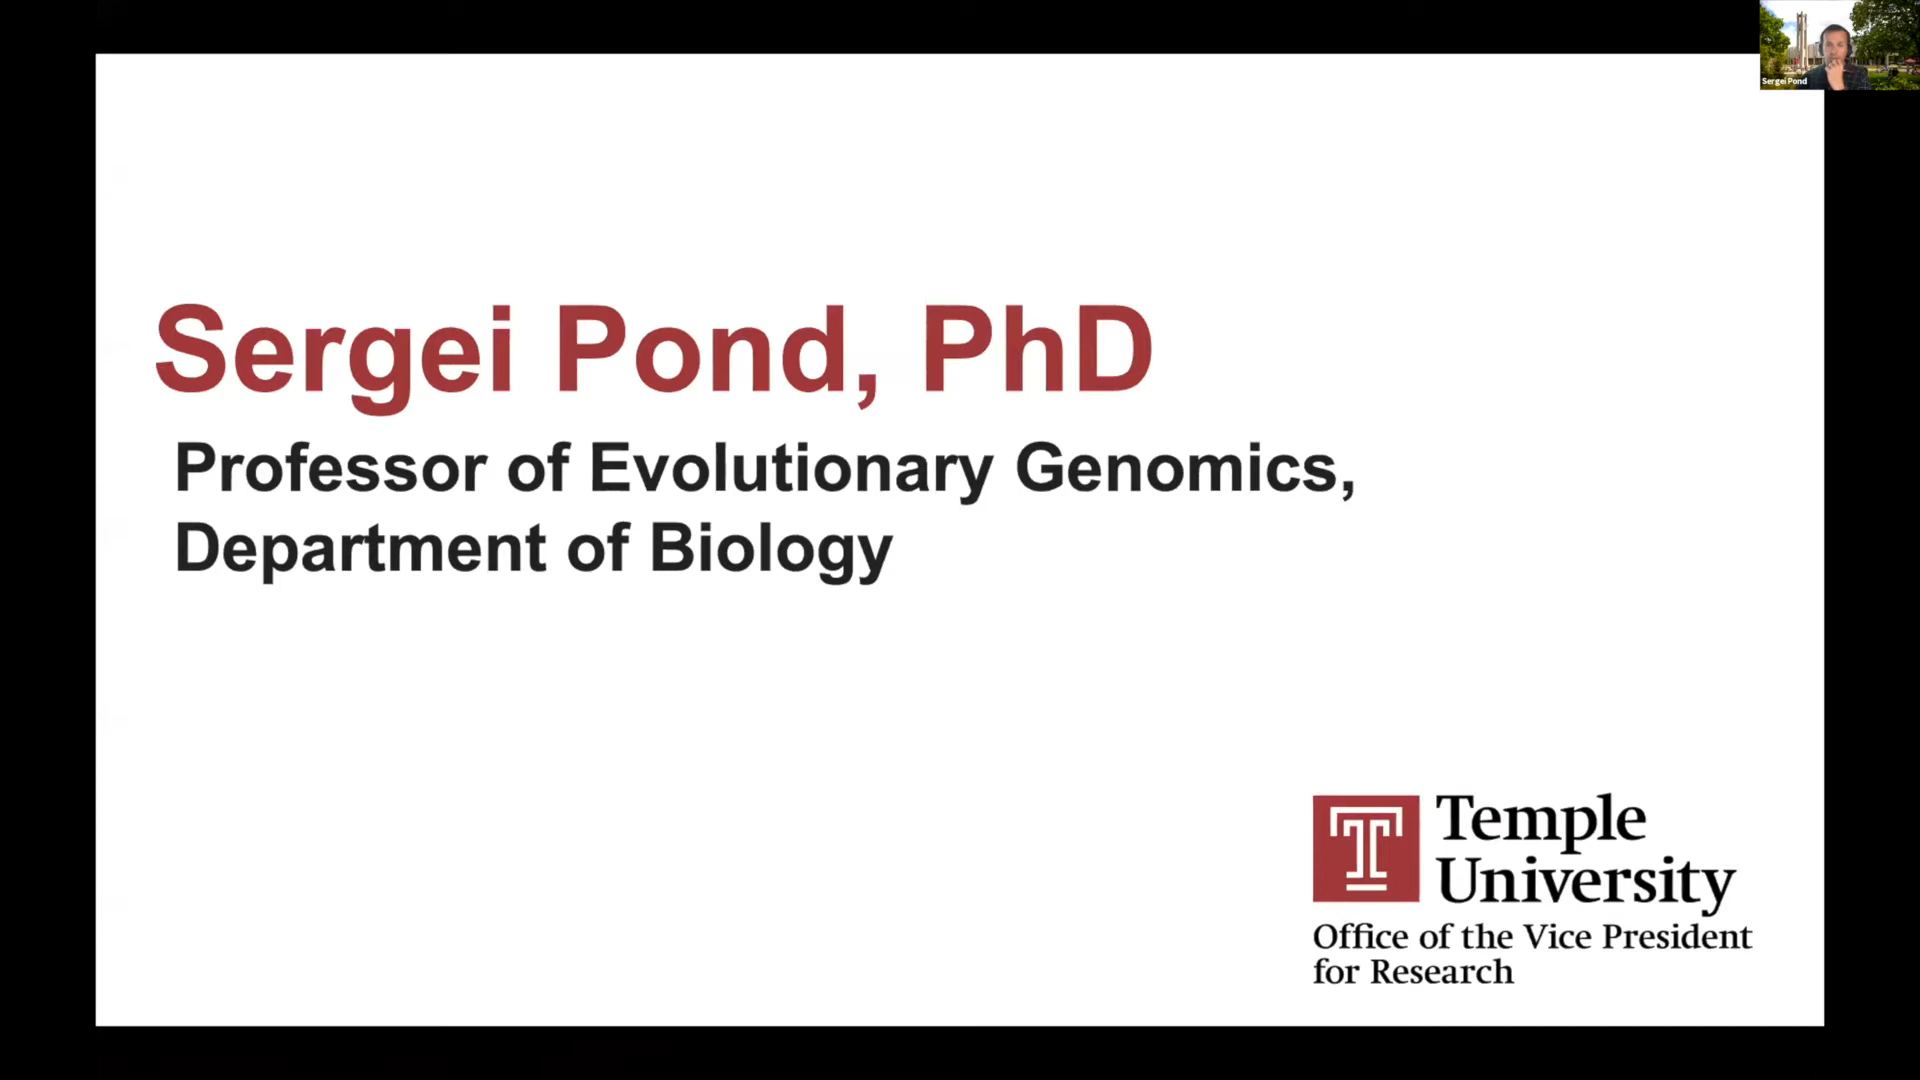 Sergei Pond
Sergei Pond, PhD
Professor of Evolutionary Genomics,
Department of Biology
Temple
University
Office of the Vice President
for Research